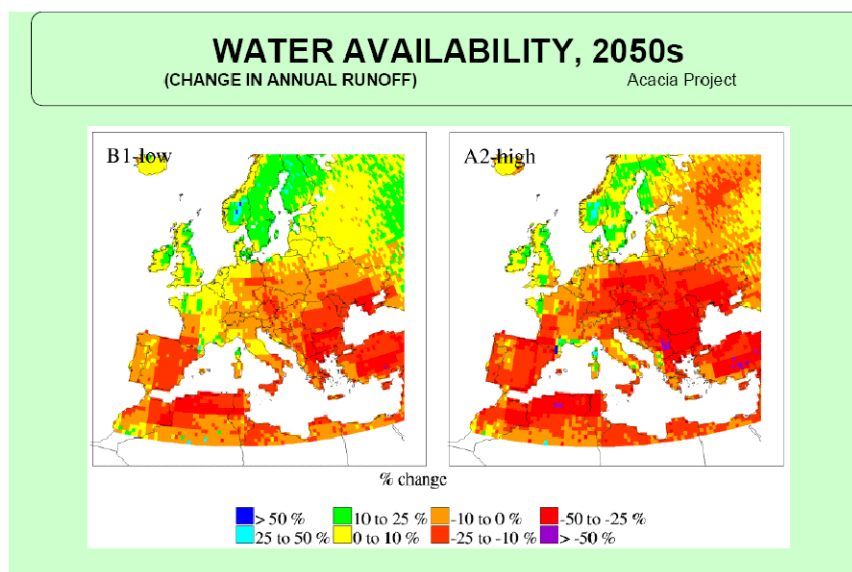 WATER AVAILABILITY, 2050s
(CHANGE IN ANNUAL RUNOFF) Acacia Project
B1-low A2-high
% change
> 50 % 10 to 25 % -10 to 0 % -50 to -25 %
25 to 50 % 0 to 10 % -25 to -10 % > -50 %